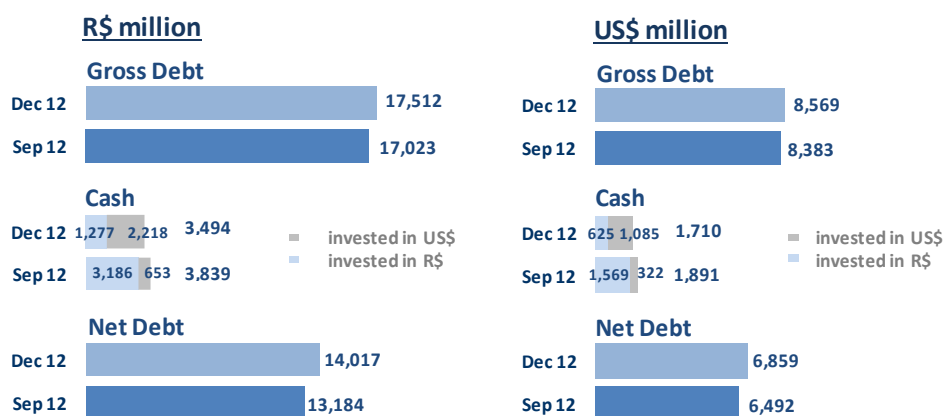 R$ million
Gross Debt
Dec 12 17,512
Sep 12 17,023
Cash
Dec 12 1,277 2,218 3,494
Sep 12 3,186 653 3,839
invested in US$
invested in R$
Net Debt
Dec 12 14,017
Sep 12 13,184
US$ million
Gross Debt
Dec 12 8,569
Sep 12 8,383
Cash
Dec 12 625 1,085 1,710
Sep 12 1,569 322 1,891
invested in US$
invested in R$
Net Debt
Dec 12 6,859
Sep 12 6,492